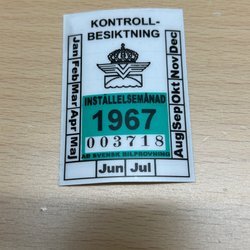 KONTROLL-
BESIKTNING
Jan Feb Mar Apr Maj
INSTÄLLELSEMÅNAD
1967
003718
AB SVENSK BILPROVNING
Jun Jul
Aug Sep Okt Nov Dec